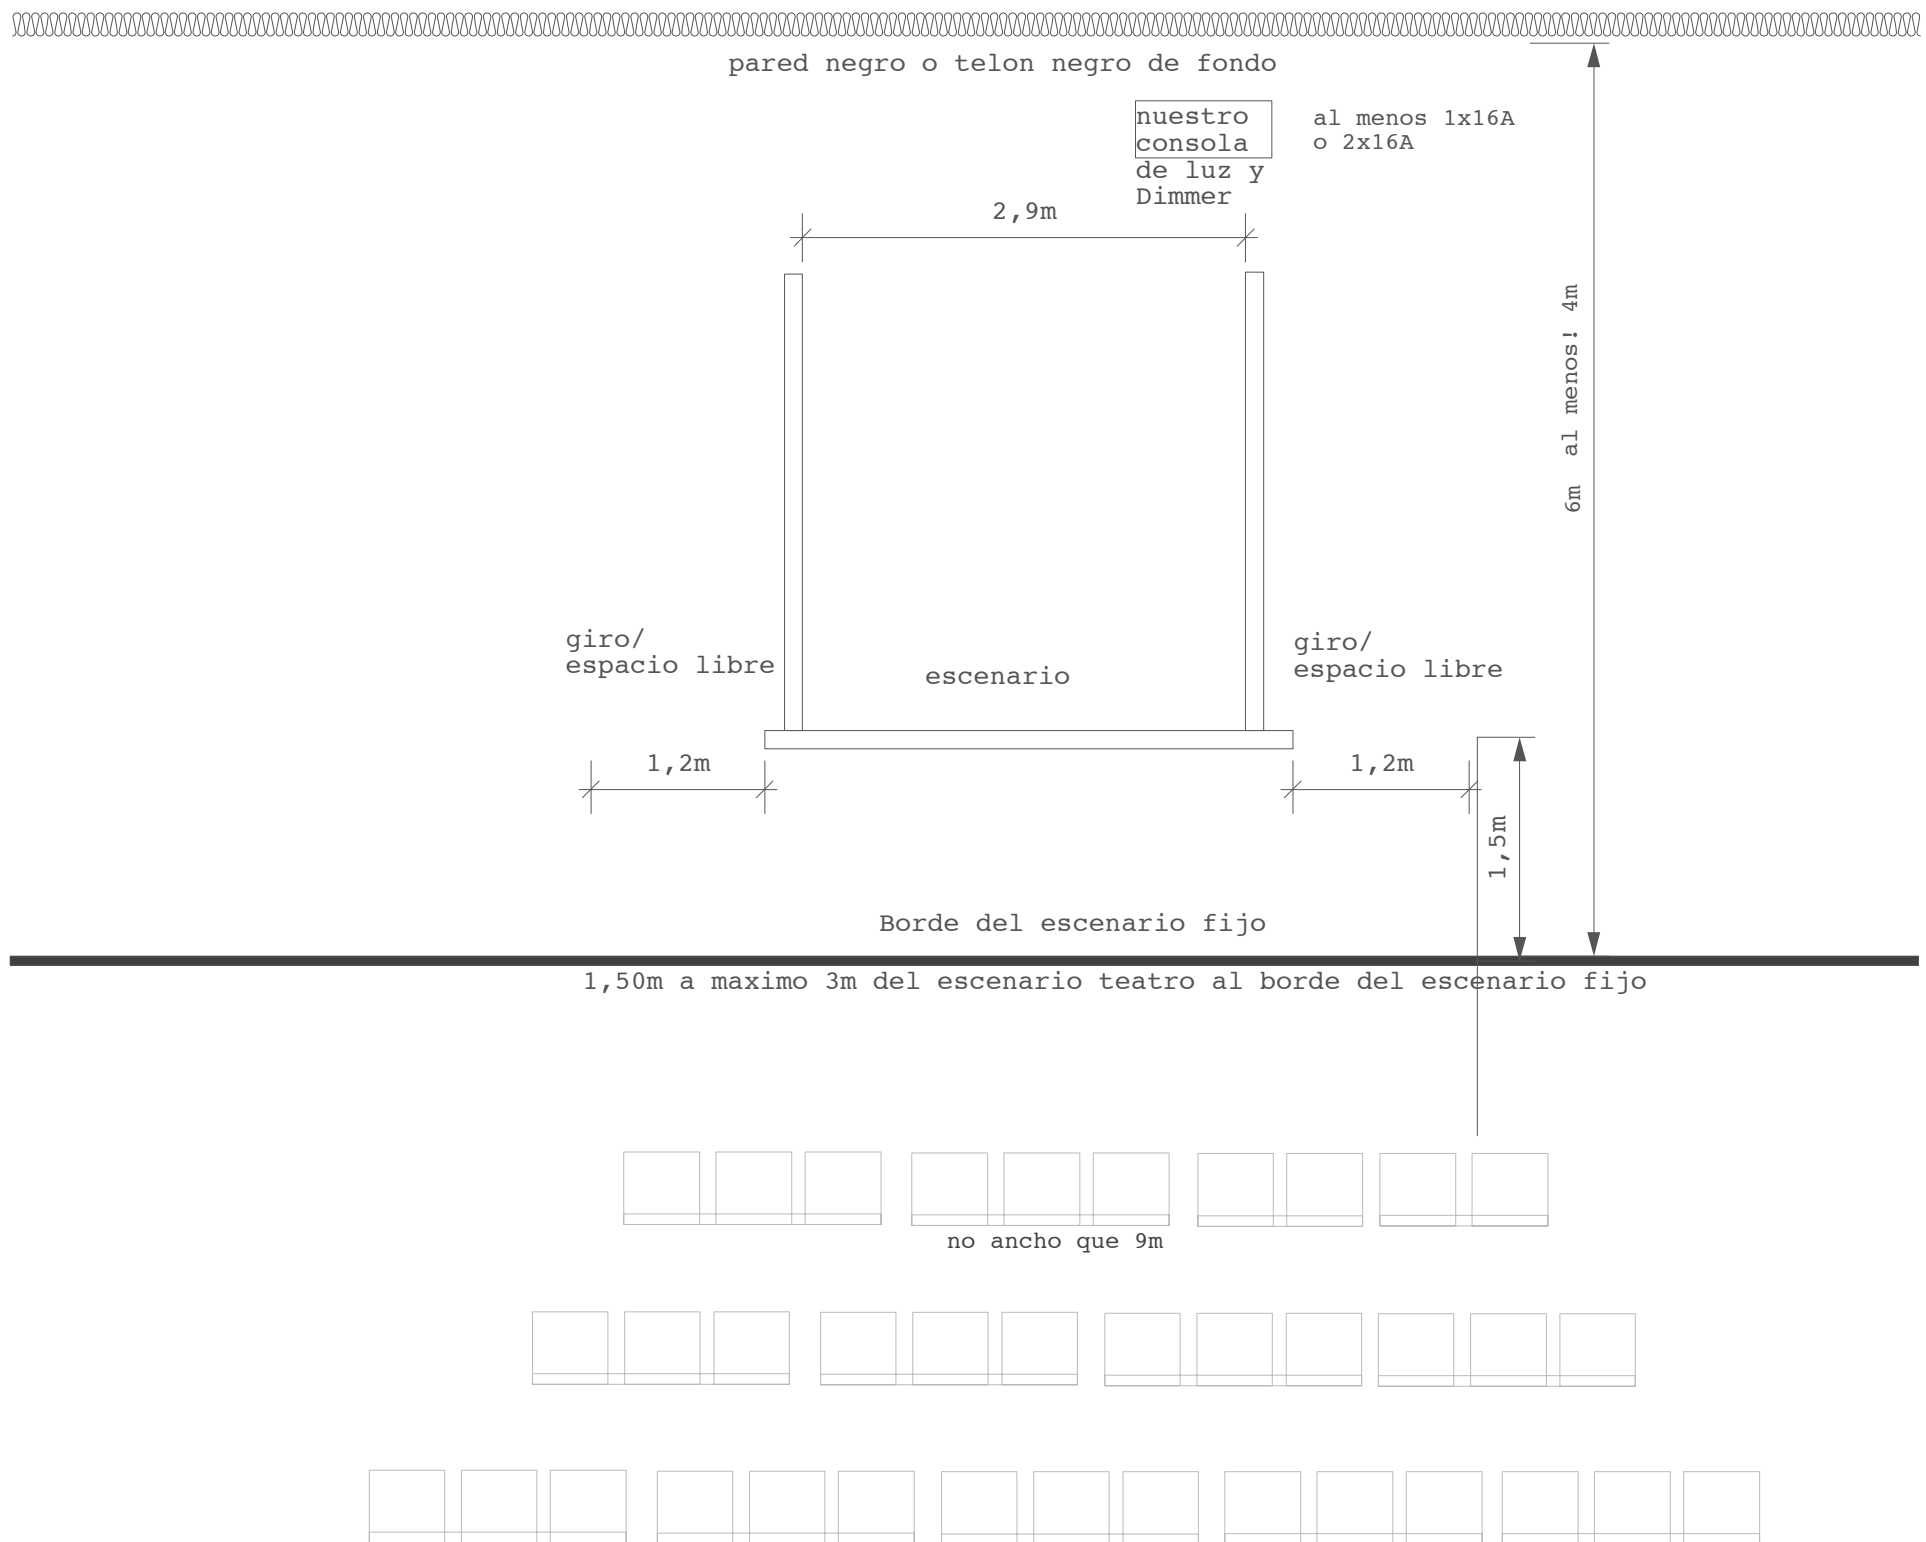 pared negro o telon negro de fondo
nuestro
consola
de luz y
Dimmer
al menos 1x16A
o 2x16A
2,9m
6m  al menos! 4m
giro/
espacio libre
escenario
giro/
espacio libre
1,2m
1,2m
1,5m
Borde del escenario fijo
1,50m a maximo 3m del escenario teatro al borde del escenario fijo
no ancho que 9m